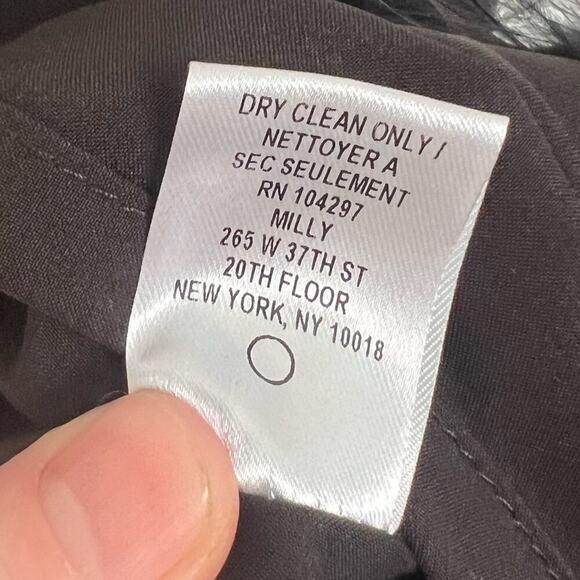 DRY CLEAN ONLY /
NETTOYER A
SEC SEULEMENT
RN 104297
MILLY
265 W 37TH ST
20TH FLOOR
NEW YORK, NY 10018